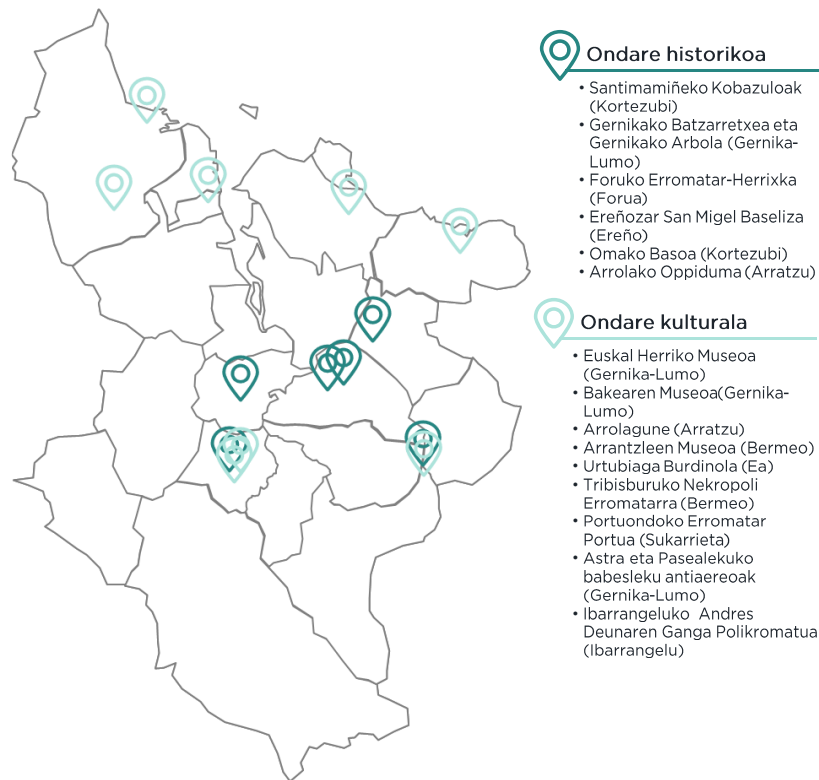 Ondare historikoa
• Santimamiñeko Kobazuloak
(Kortezubi)
• Gernikako Batzarretxea eta
Gernikako Arbola (Gernika-
Lumo)
• Foruko Erromatar-Herrixka
(Forua)
• Ereñozar San Migel Baseliza
(Ereño)
• Omako Basoa (Kortezubi)
• Arrolako Oppiduma (Arratzu)
Ondare kulturala
• Euskal Herriko Museoa
(Gernika-Lumo)
• Bakearen Museoa(Gernika-
Lumo)
• Arrolagune (Arratzu)
• Arrantzleen Museoa (Bermeo)
• Urtubiaga Burdinola (Ea)
• Tribisburuko Nekropoli
Erromatarra (Bermeo)
• Portuondoko Erromatar
Portua (Sukarrieta)
• Astra eta Pasealekuko
babesleku antiaereoak
(Gernika-Lumo)
• Ibarrangeluko Andres
Deunaren Ganga Polikromatua
(Ibarrangelu)